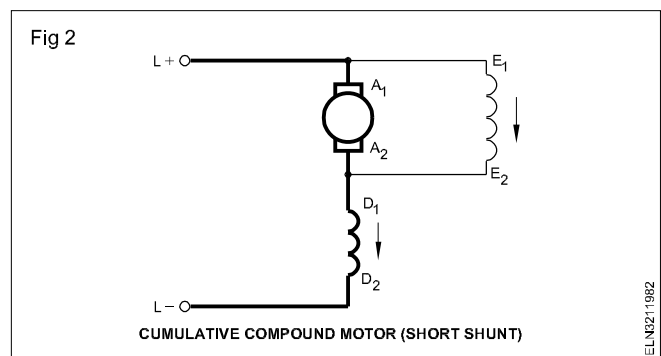 Fig 2
L+
E1
A1
A2
E2
D1
D2
L–
CUMULATIVE COMPOUND MOTOR (SHORT SHUNT)
ELN3211982